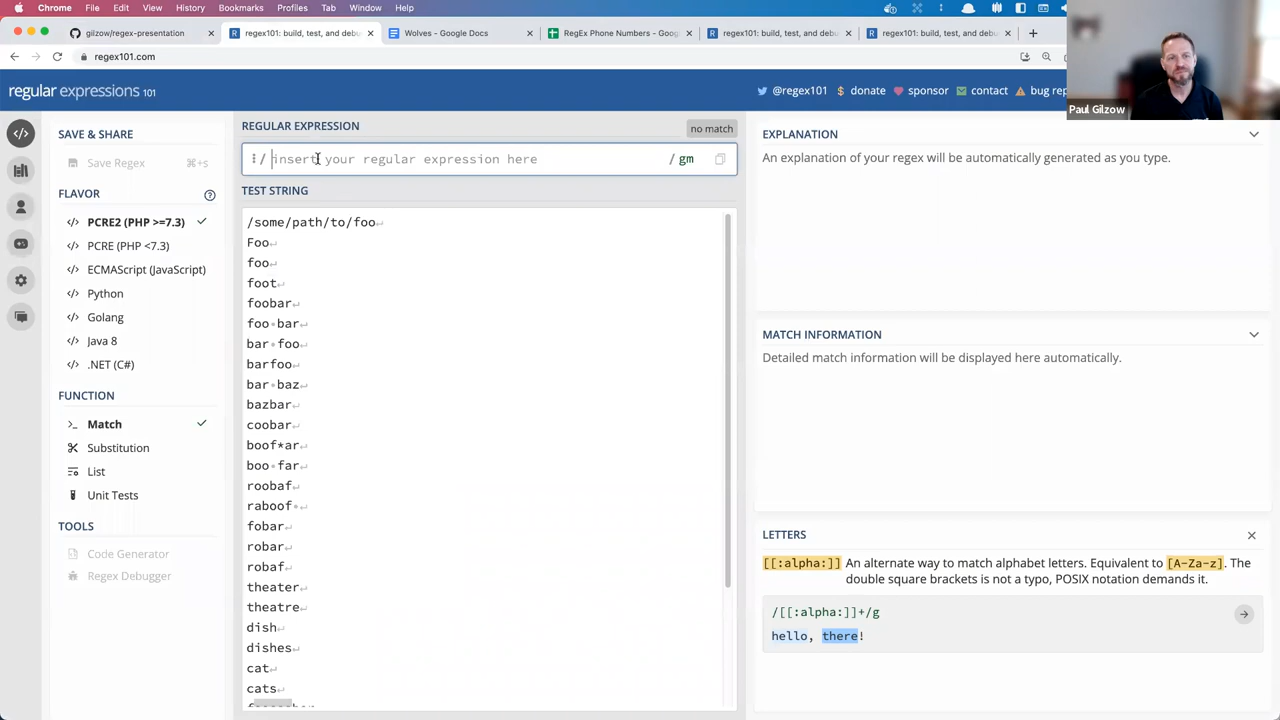 Chrome File Edit View History Bookmarks Profiles Tab Window
gilzow/regex-presentation
regex101: build, test, and debu
Wolves - Google Docs
RegEx Phone Numbers - Goog
regex101: build, test, and debu
regex101: build, test, and debu
regex101.com
regular expressions 101
@regex101 donate sponsor contact bug rep
Paul Gilzow
SAVE & SHARE
Save Regex ⌘+s
FLAVOR
PCRE2 (PHP >=7.3)
PCRE (PHP <7.3)
ECMAScript (JavaScript)
Python
Golang
Java 8
.NET (C#)
FUNCTION
Match
Substitution
List
Unit Tests
TOOLS
Code Generator
Regex Debugger
REGULAR EXPRESSION
no match
/ insert your regular expression here / gm
TEST STRING
/some/path/to/foo↵
Foo↵
foo↵
foot↵
foobar↵
foo•bar↵
bar•foo↵
barfoo↵
bar•baz↵
bazbar↵
coobar↵
boof*ar↵
boo•far↵
roobaf↵
raboof•↵
fobar↵
robar↵
robaf↵
theater↵
theatre↵
dish↵
dishes↵
cat↵
cats↵
EXPLANATION
An explanation of your regex will be automatically generated as you type.
MATCH INFORMATION
Detailed match information will be displayed here automatically.
LETTERS
[[:alpha:]] An alternate way to match alphabet letters. Equivalent to [A-Za-z]. The
double square brackets is not a typo, POSIX notation demands it.
/[[:alpha:]]+/g
hello, there!